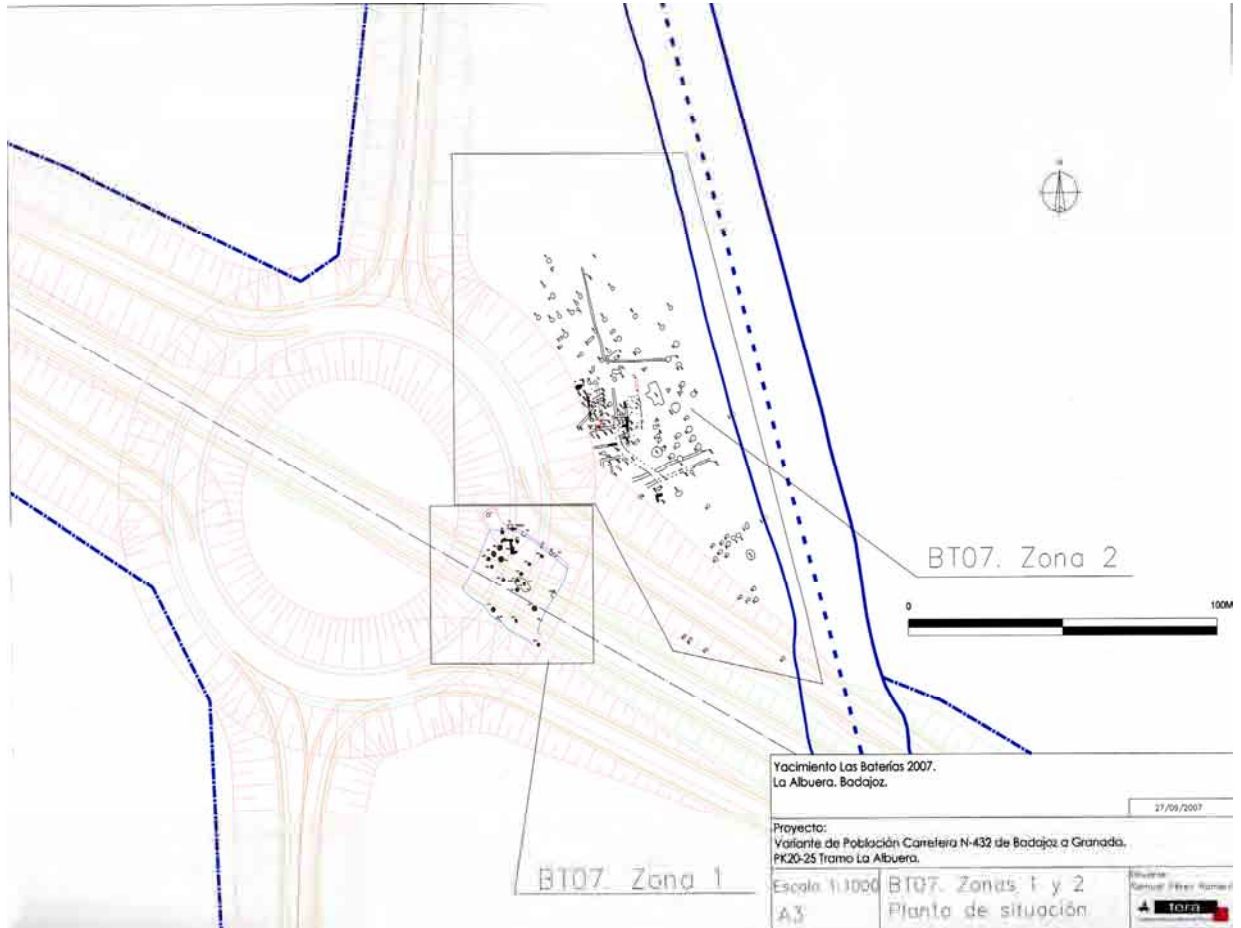 BT07. Zona 2
0 100M
BT07. Zona 1
Yacimiento Las Baterías 2007.
La Albuera. Badajoz.
27/09/2007
Proyecto:
Variante de Población Carretera N-432 de Badajoz a Granada.
PK20-25 Tramo La Albuera.
Escala 1:1000
A3
BT07. Zonas 1 y 2
Planta de situación